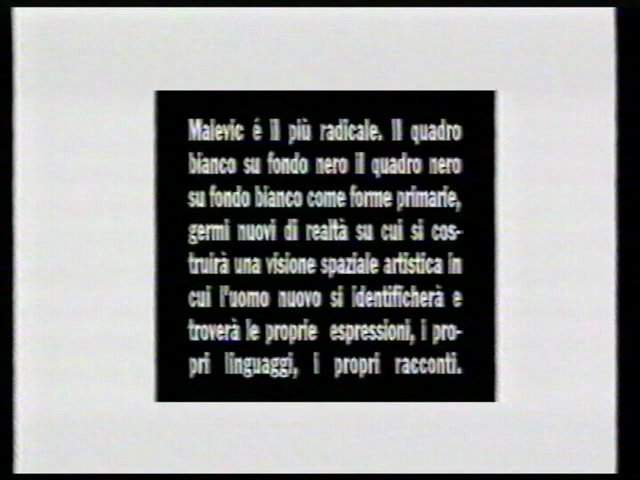 Malevic é il più radicale. Il quadro
bianco su fondo nero il quadro nero
su fondo bianco come forme primarie,
germi nuovi di realtà su cui si cos-
truirà una visione spaziale artistica in
cui l'uomo nuovo si identificherà e
troverà le proprie espressioni, i pro-
pri linguaggi, i propri racconti.